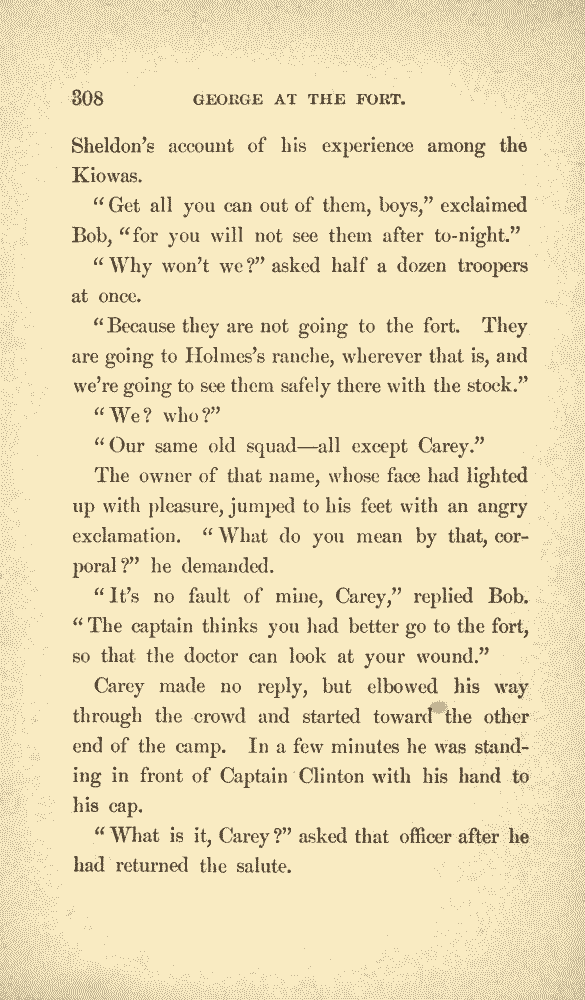 308 GEORGE AT THE FORT.
Sheldon's account of his experience among the
Kiowas.
"Get all you can out of them, boys," exclaimed
Bob, "for you will not see them after to-night."
"Why won't we?" asked half a dozen troopers
at once.
"Because they are not going to the fort. They
are going to Holmes's ranche, wherever that is, and
we're going to see them safely there with the stock."
"We? who?"
"Our same old squad—all except Carey."
The owner of that name, whose face had lighted
up with pleasure, jumped to his feet with an angry
exclamation. "What do you mean by that, cor-
poral?" he demanded.
"It's no fault of mine, Carey," replied Bob.
"The captain thinks you had better go to the fort,
so that the doctor can look at your wound."
Carey made no reply, but elbowed his way
through the crowd and started toward the other
end of the camp. In a few minutes he was stand-
ing in front of Captain Clinton with his hand to
his cap.
"What is it, Carey?" asked that officer after he
had returned the salute.